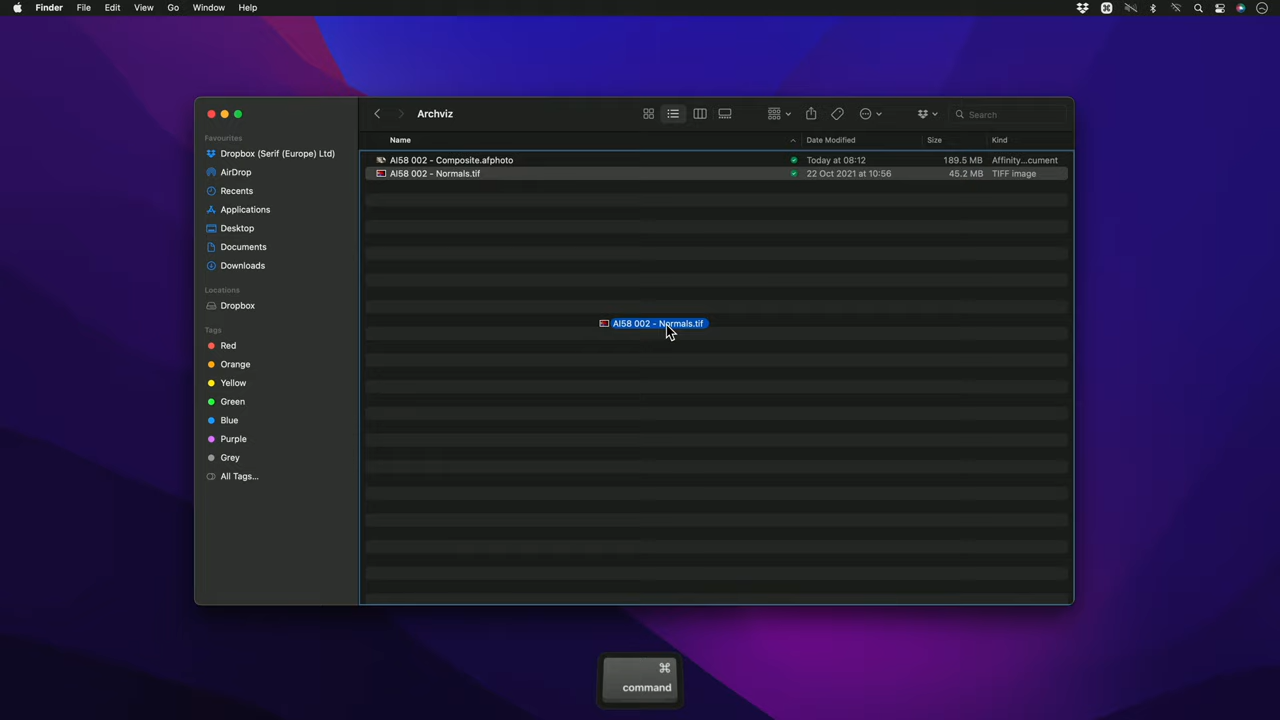 Finder File Edit View Go Window Help
Archviz
Search
Favourites
Dropbox (Serif (Europe) Ltd)
AirDrop
Recents
Applications
Desktop
Documents
Downloads
Locations
Dropbox
Tags
Red
Orange
Yellow
Green
Blue
Purple
Grey
All Tags...
Name Date Modified Size Kind
AI58 002 - Composite.afphoto Today at 08:12 189.5 MB Affinity...cument
AI58 002 - Normals.tif 22 Oct 2021 at 10:56 45.2 MB TIFF image
AI58 002 - Normals.tif
⌘
command